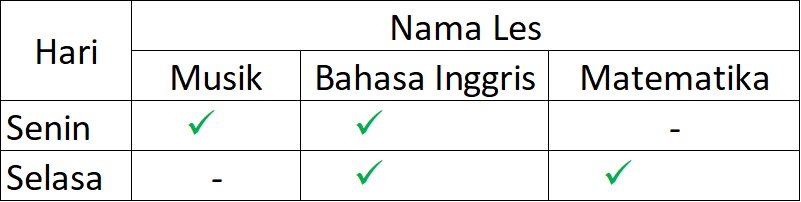 Hari
Nama Les
Musik Bahasa Inggris Matematika
Senin ✓ ✓ -
Selasa - ✓ ✓